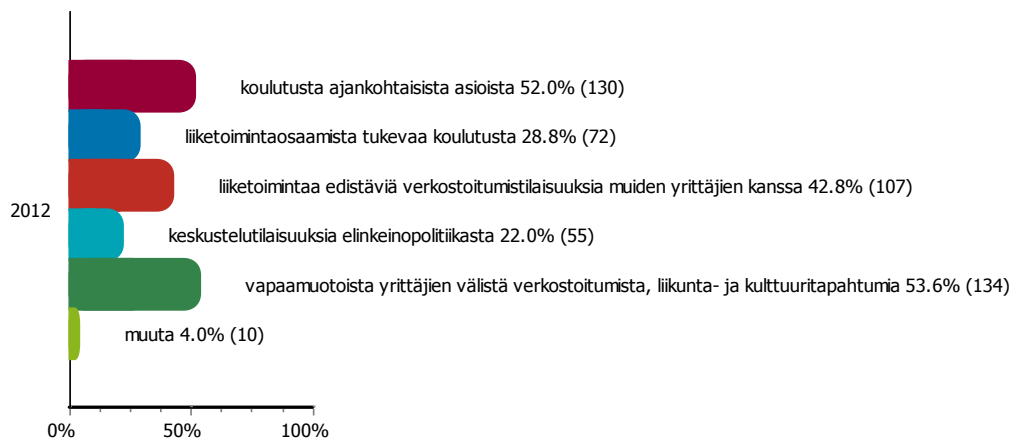 koulutusta ajankohtaisista asioista 52.0% (130)
liiketoimintaosaamista tukevaa koulutusta 28.8% (72)
liiketoimintaa edistäviä verkostoitumistilaisuuksia muiden yrittäjien kanssa 42.8% (107)
2012
keskustelutilaisuuksia elinkeinopolitiikasta 22.0% (55)
vapaamuotoista yrittäjien välistä verkostoitumista, liikunta- ja kulttuuritapahtumia 53.6% (134)
muuta 4.0% (10)
0% 50% 100%